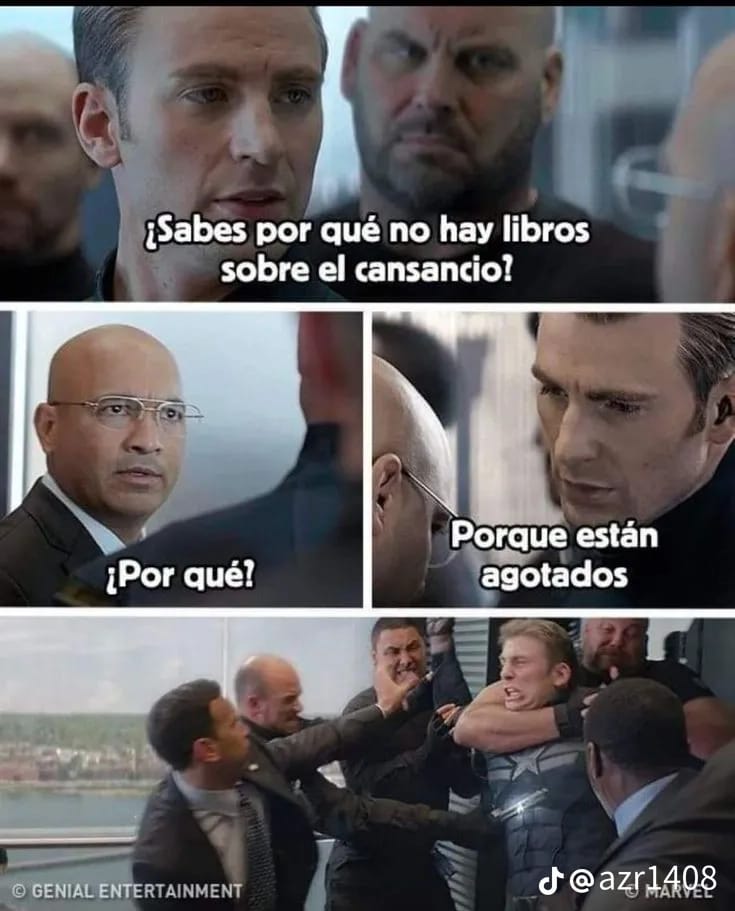 ¿Sabes por qué no hay libros
sobre el cansancio?
¿Por qué?
Porque están
agotados
© GENIAL ENTERTAINMENT
@azr1408
© MARVEL